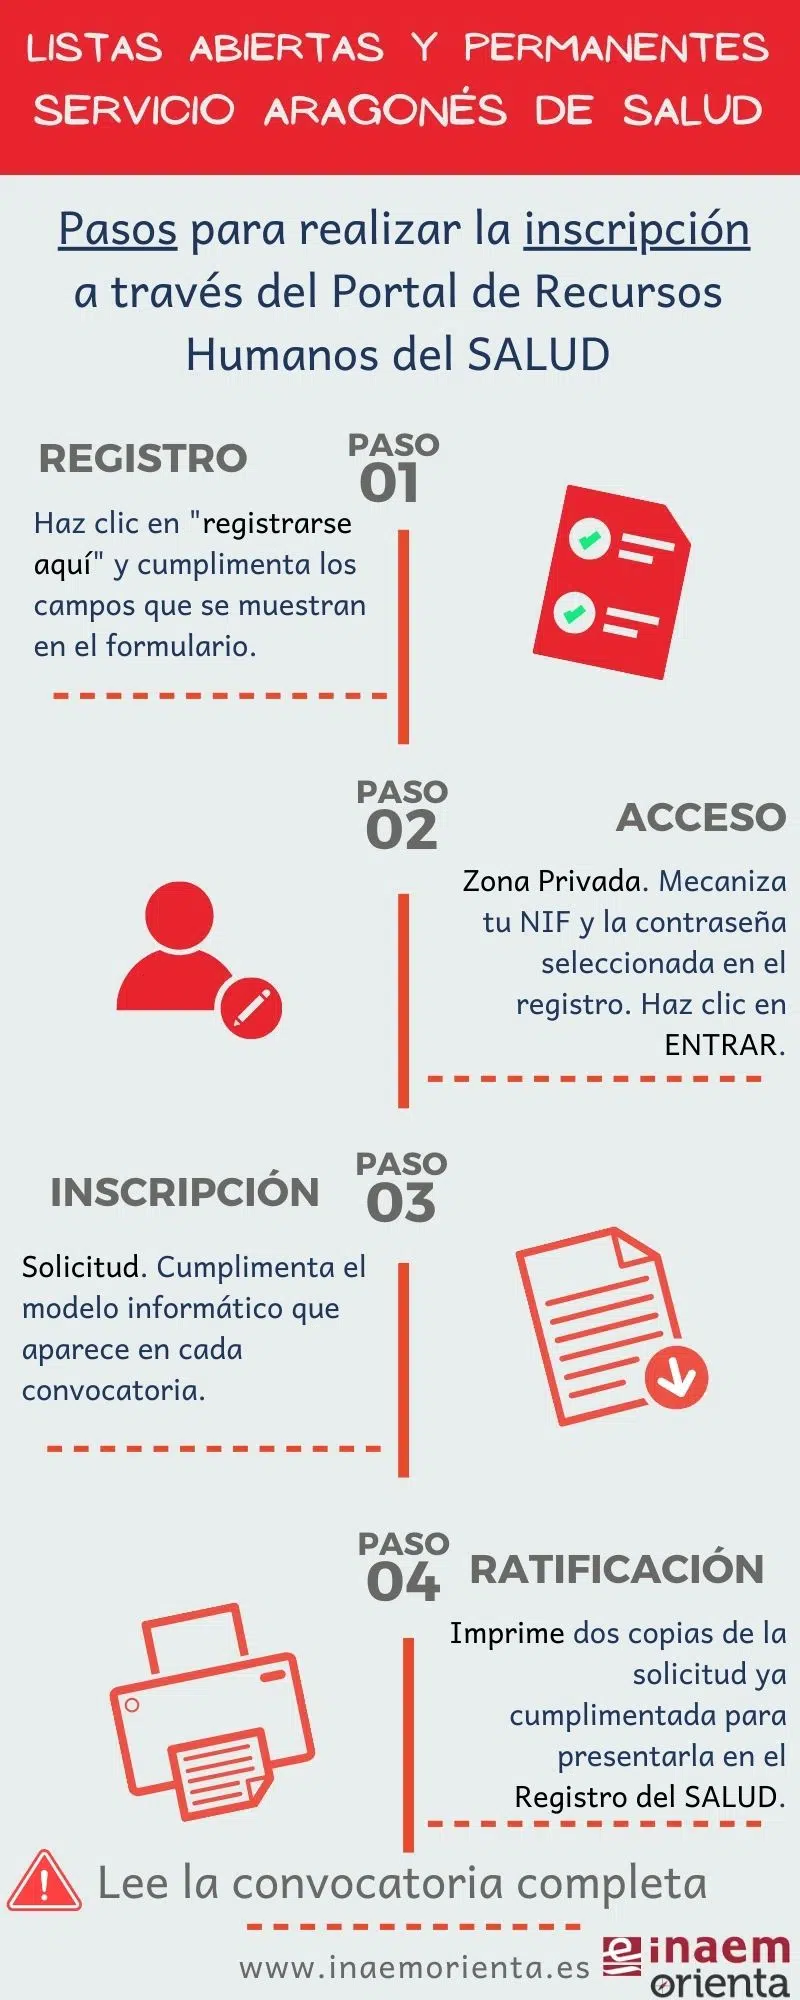 LISTAS ABIERTAS Y PERMANENTES
SERVICIO ARAGONÉS DE SALUD
Pasos para realizar la inscripción
a través del Portal de Recursos
Humanos del SALUD
REGISTRO
PASO
01
Haz clic en "registrarse
aquí" y cumplimenta los
campos que se muestran
en el formulario.
PASO
02
ACCESO
Zona Privada. Mecaniza
tu NIF y la contraseña
seleccionada en el
registro. Haz clic en
ENTRAR.
INSCRIPCIÓN
PASO
03
Solicitud. Cumplimenta el
modelo informático que
aparece en cada
convocatoria.
PASO
04
RATIFICACIÓN
Imprime dos copias de la
solicitud ya
cumplimentada para
presentarla en el
Registro del SALUD.
! Lee la convocatoria completa
www.inaemorienta.es
inaem
orienta